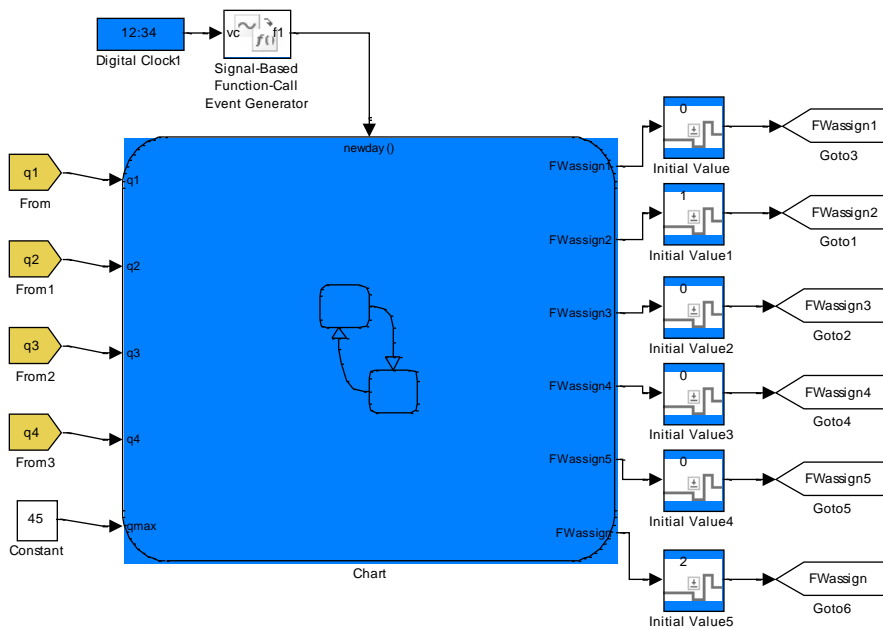 12:34
Digital Clock1
vc
f()
f1
Signal-Based
Function-Call
Event Generator
newday ()
q1
From
q2
From1
q3
From2
q4
From3
45
Constant
q1
q2
q3
q4
qmax
FWassign1
FWassign2
FWassign3
FWassign4
FWassign5
FWassign
Chart
0
Initial Value
1
Initial Value1
0
Initial Value2
0
Initial Value3
0
Initial Value4
2
Initial Value5
FWassign1
Goto3
FWassign2
Goto1
FWassign3
Goto2
FWassign4
Goto4
FWassign5
Goto5
FWassign
Goto6